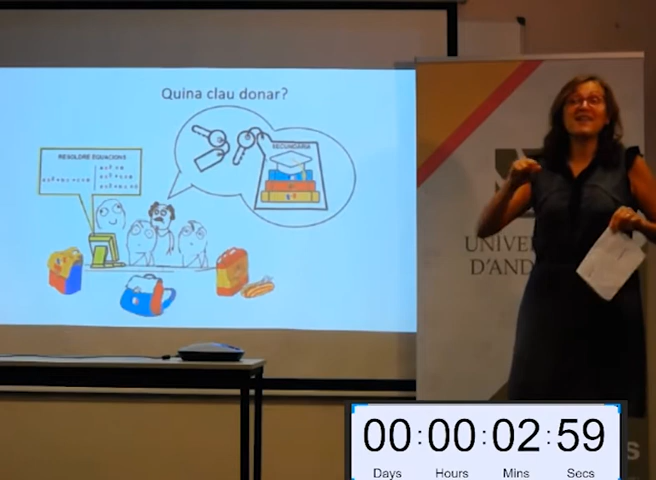 Quina clau donar?
SECUNDÀRIA
RESOLDRE EQUACIONS
UNIVE
D'AND
S
00:00:02:59
Days Hours Mins Secs